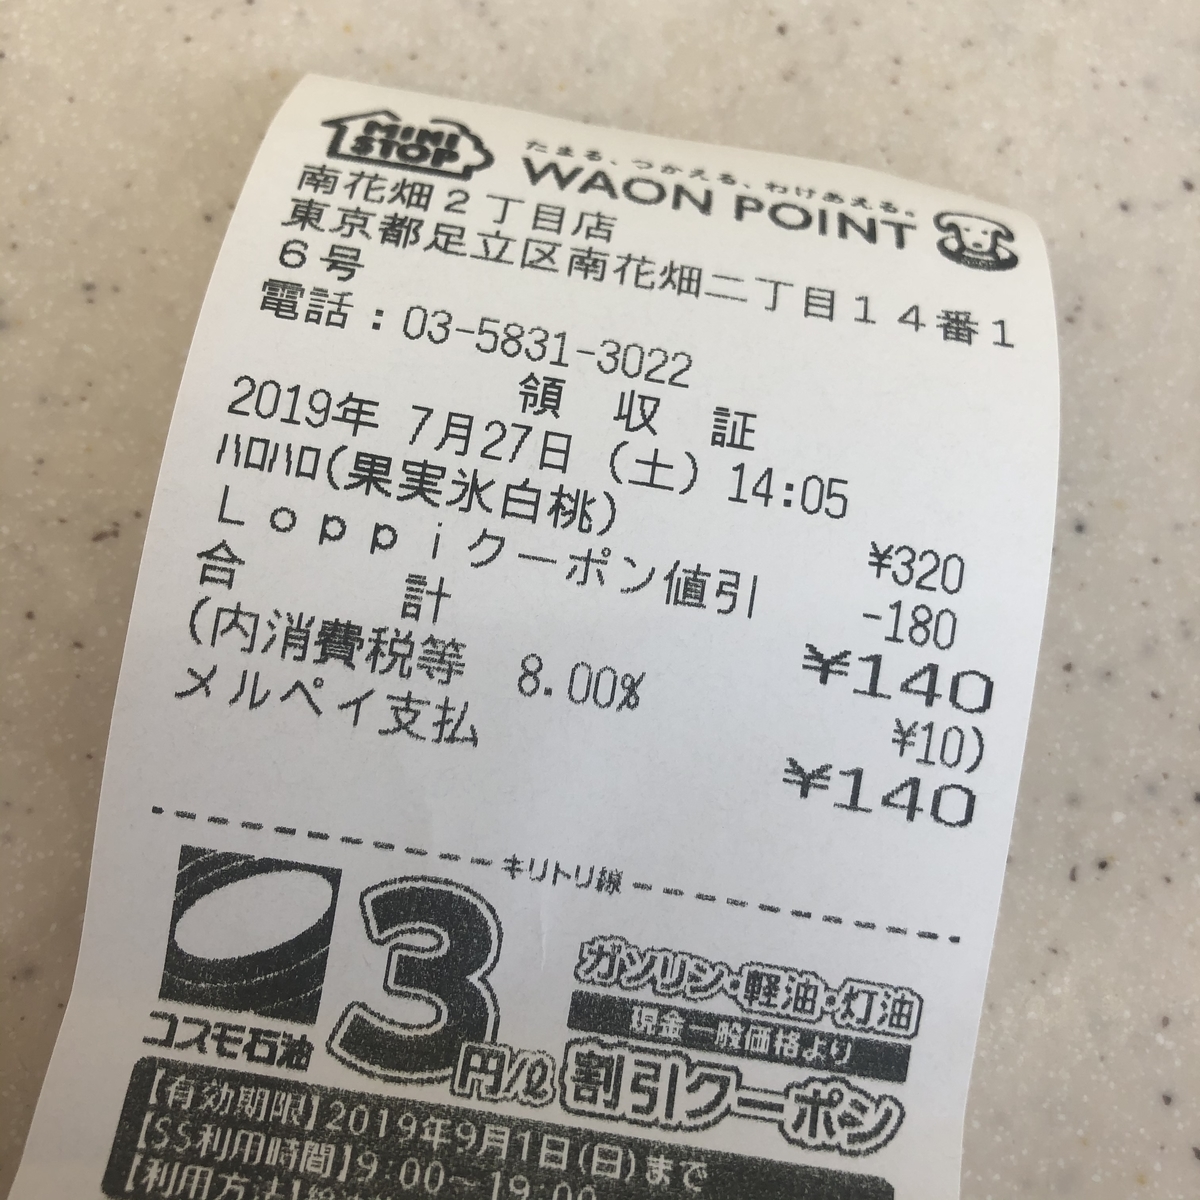 MINI STOP
たまる、つかえる、わけあえる。
WAON POINT
南花畑2丁目店
東京都足立区南花畑二丁目14番1
6号
電話：03-5831-3022
領 収 証
2019年 7月27日（土）14:05
ﾊﾛﾊﾛ(果実氷白桃) ¥320
Loppiクーポン値引 -180
合 計 ¥140
(内消費税等 8.00% ¥10)
メルペイ支払 ¥140
キリトリ線
コスモ石油
3円/ℓ
ガソリン・軽油・灯油
現金一般価格より
割引クーポン
【有効期限】2019年9月1日(日)まで
【SS利用時間】9:00～19:00
【利用方法】